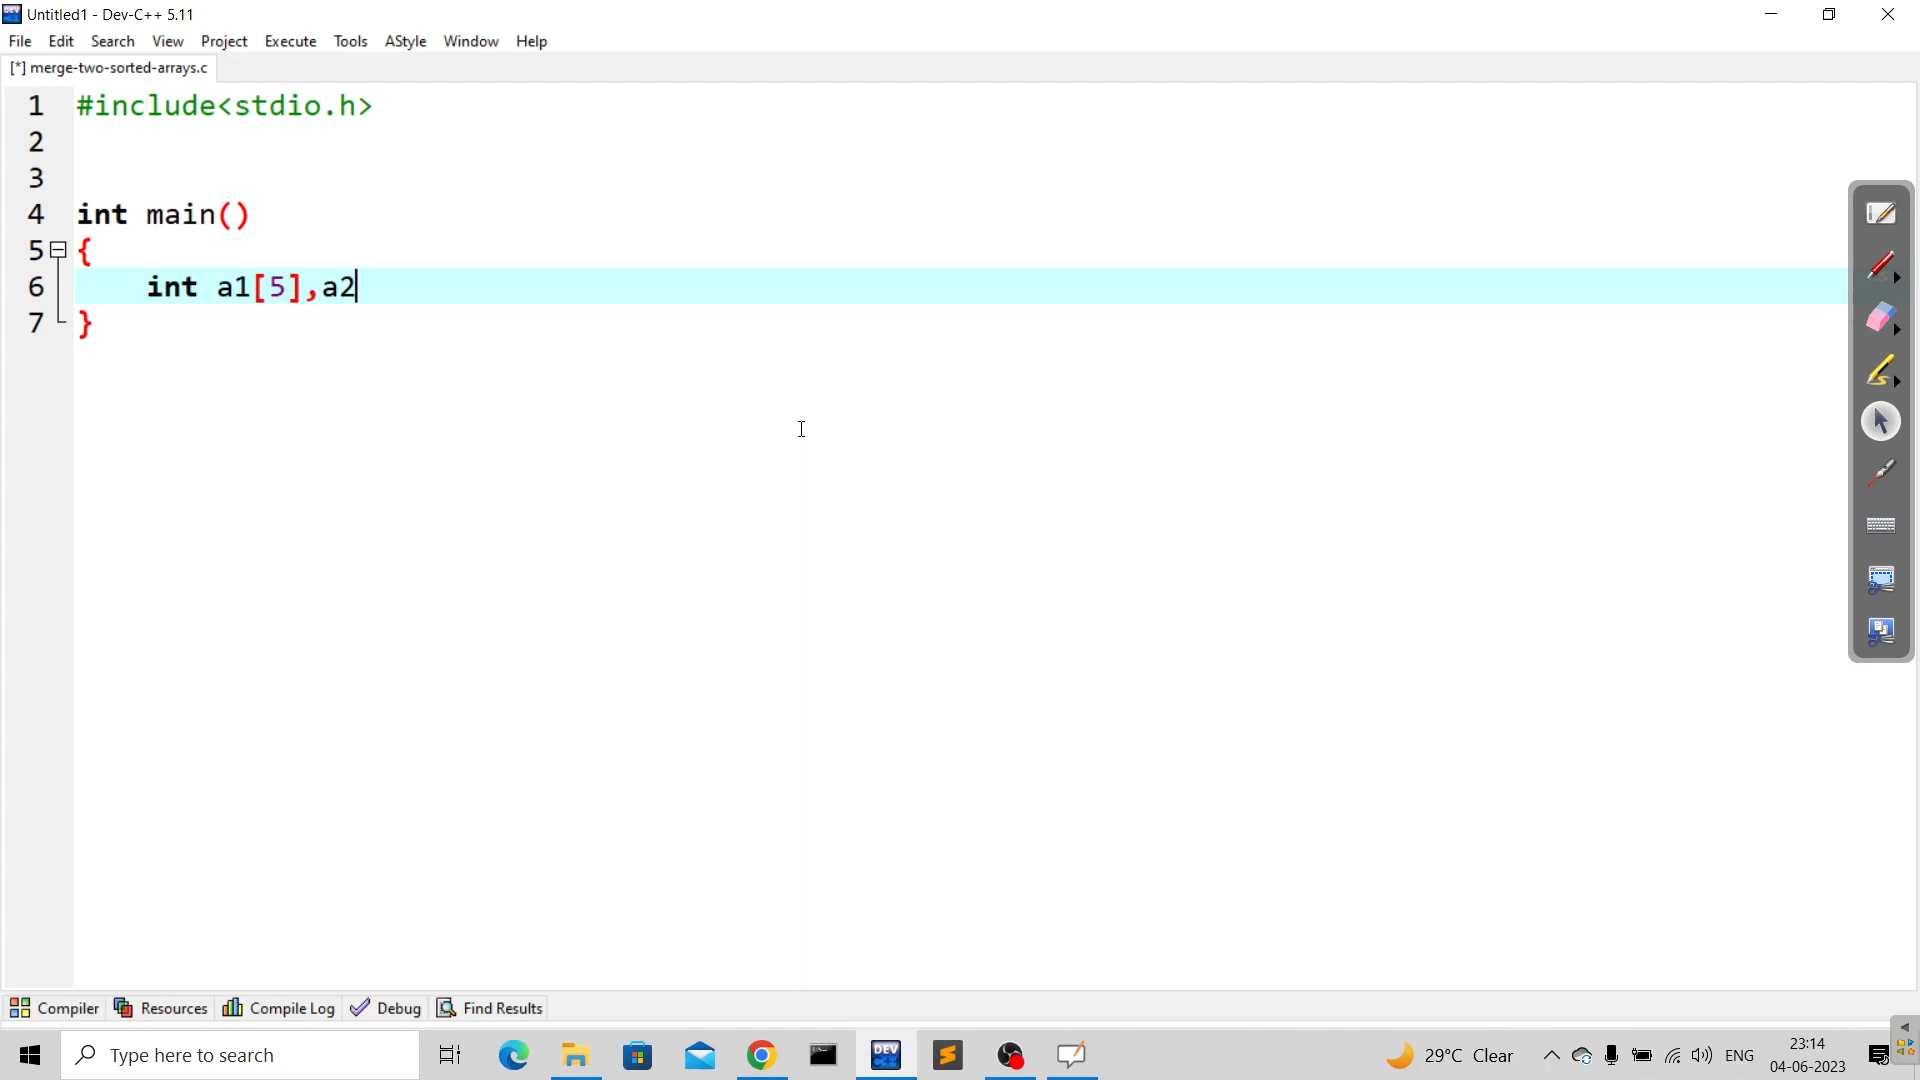 Untitled1 - Dev-C++ 5.11
File Edit Search View Project Execute Tools AStyle Window Help
[*] merge-two-sorted-arrays.c
1 #include<stdio.h>
2
3
4 int main()
5 {
6 int a1[5],a2
7 }
Compiler Resources Compile Log Debug Find Results
Type here to search DEV 29°C Clear ENG 23:14
04-06-2023